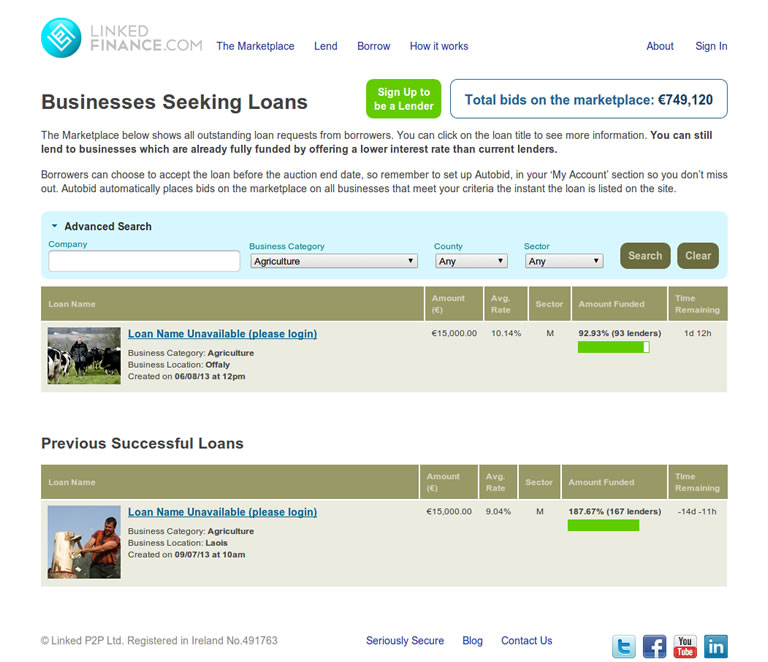 LINKED
FINANCE.COM
The Marketplace Lend Borrow How it works About Sign In
Businesses Seeking Loans
Sign Up to
be a Lender
Total bids on the marketplace: €749,120
The Marketplace below shows all outstanding loan requests from borrowers. You can click on the loan title to see more information. You can still
lend to businesses which are already fully funded by offering a lower interest rate than current lenders.
Borrowers can choose to accept the loan before the auction end date, so remember to set up Autobid, in your ‘My Account’ section so you don’t miss
out. Autobid automatically places bids on the marketplace on all businesses that meet your criteria the instant the loan is listed on the site.
Advanced Search
Company Business Category County Sector
Agriculture Any Any Search Clear
Loan Name Amount (€) Avg. Rate Sector Amount Funded Time Remaining
Loan Name Unavailable (please login) €15,000.00 10.14% M 92.93% (93 lenders) 1d 12h
Business Category: Agriculture
Business Location: Offaly
Created on 06/08/13 at 12pm
Previous Successful Loans
Loan Name Amount (€) Avg. Rate Sector Amount Funded Time Remaining
Loan Name Unavailable (please login) €15,000.00 9.04% M 187.67% (167 lenders) -14d -11h
Business Category: Agriculture
Business Location: Laois
Created on 09/07/13 at 10am
© Linked P2P Ltd. Registered in Ireland No.491763 Seriously Secure Blog Contact Us
t f You Tube in